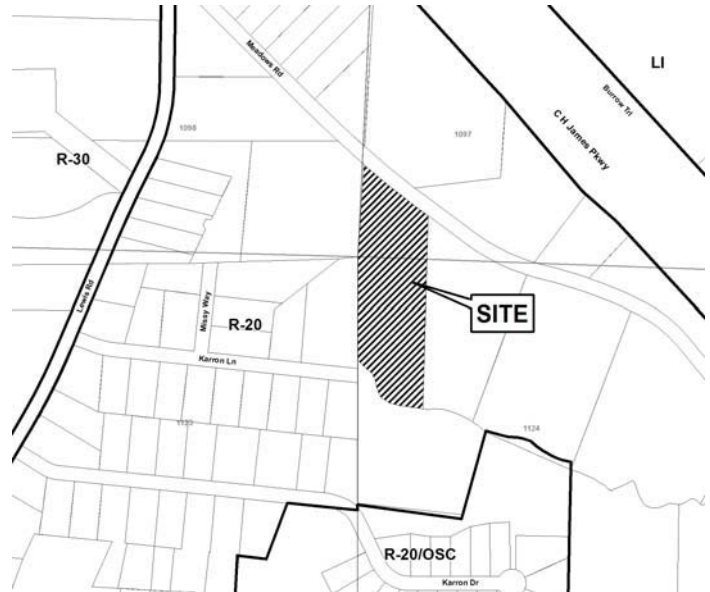 Meadows Rd
LI
Burrow Trl
C H James Pkwy
1098
1097
R-30
Lewis Rd
Missy Way
R-20
SITE
Karron Ln
1124
R-20/OSC
Karron Dr